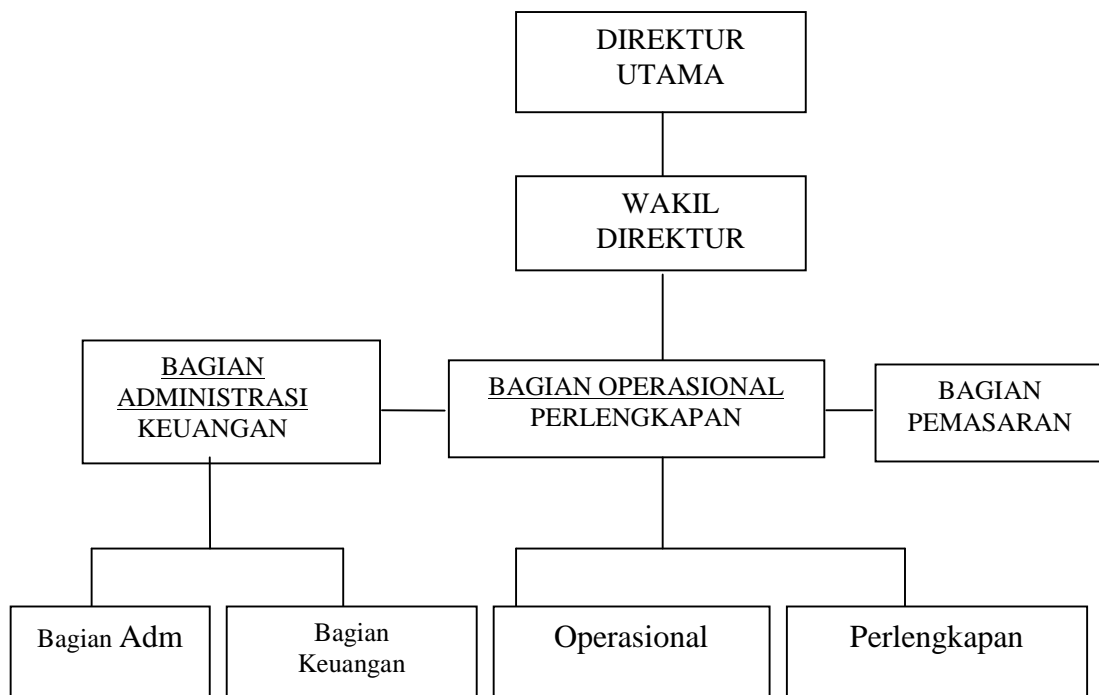 DIREKTUR
UTAMA
WAKIL
DIREKTUR
BAGIAN
ADMINISTRASI
KEUANGAN
BAGIAN OPERASIONAL
PERLENGKAPAN
BAGIAN
PEMASARAN
Bagian Adm
Bagian
Keuangan
Operasional
Perlengkapan